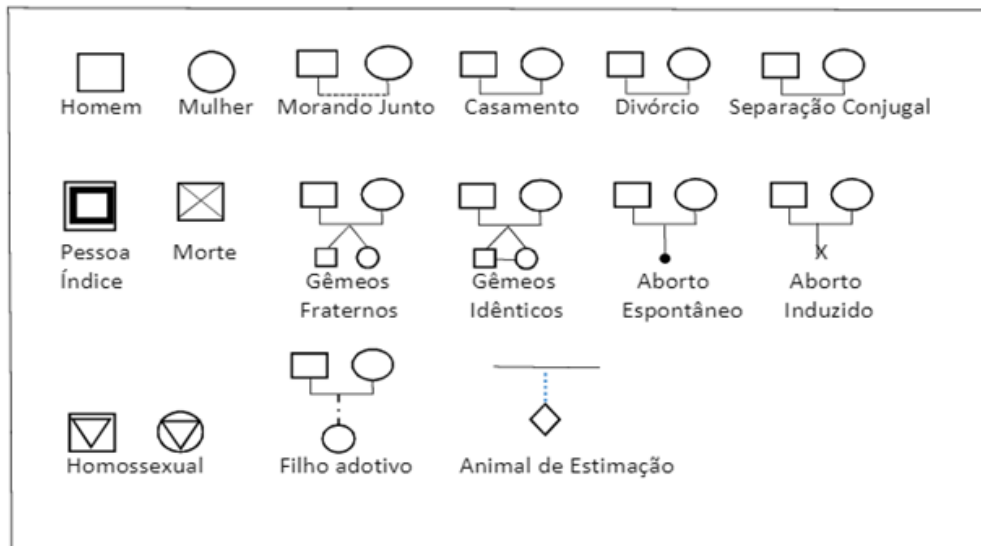 Homem Mulher Morando Junto Casamento Divórcio Separação Conjugal
Pessoa Índice
Morte
Gêmeos Fraternos
Gêmeos Idênticos
Aborto Espontâneo
X
Aborto Induzido
Homossexual Filho adotivo Animal de Estimação